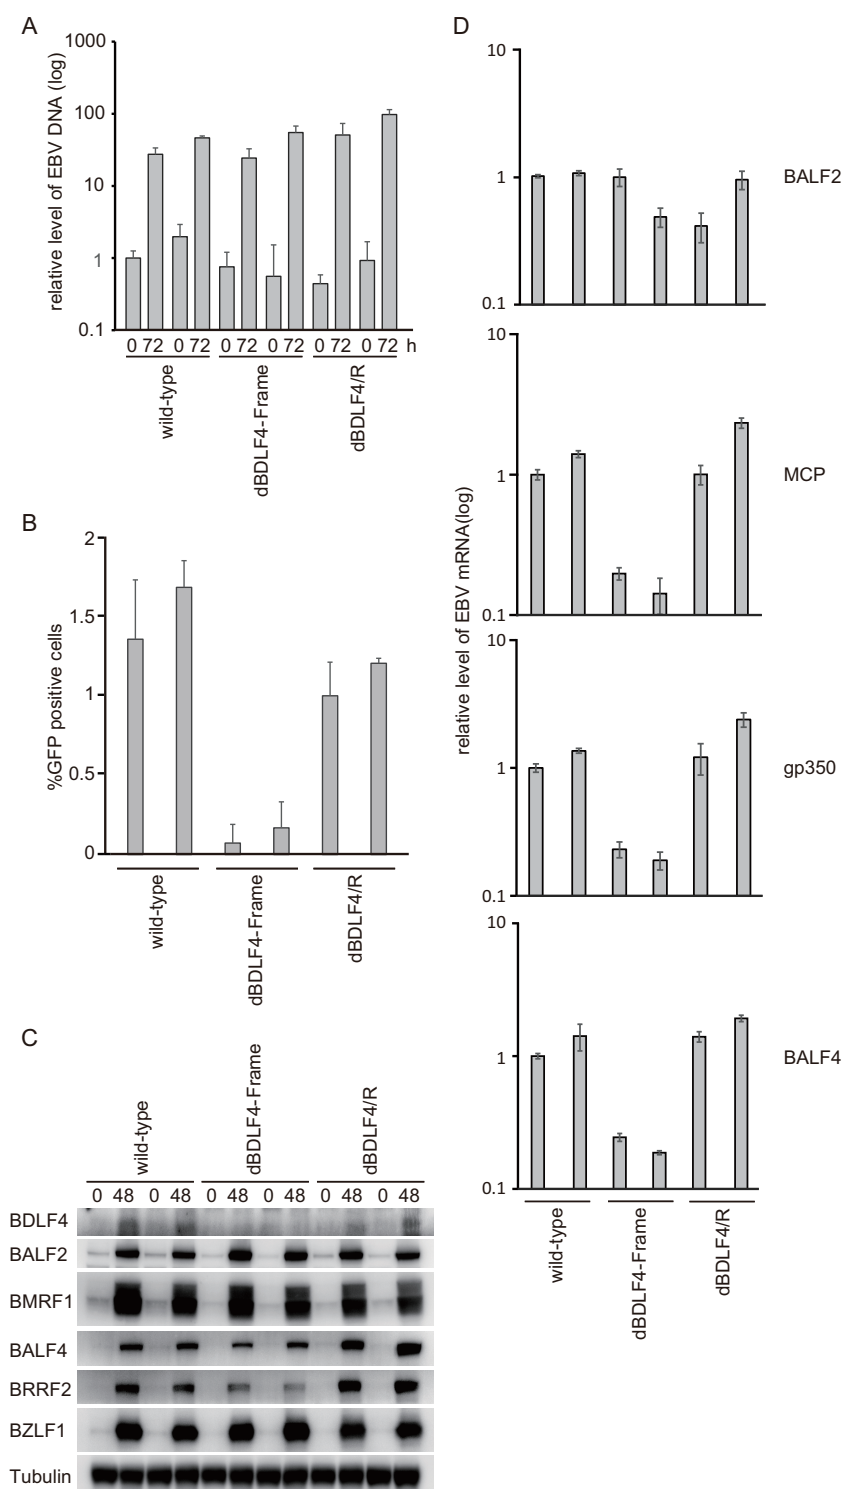 A
relative level of EBV DNA (log)
1000
100
10
1
0.1
0 72 0 72 0 72 0 72 0 72 0 72 h
wild-type
dBDLF4-Frame
dBDLF4/R
B
%GFP positive cells
2
1.5
1
0.5
0
wild-type
dBDLF4-Frame
dBDLF4/R
C
wild-type
dBDLF4-Frame
dBDLF4/R
0 48 0 48 0 48 0 48 0 48 0 48
BDLF4
BALF2
BMRF1
BALF4
BRRF2
BZLF1
Tubulin
D
relative level of EBV mRNA(log)
10
1
0.1
BALF2
10
1
0.1
MCP
10
1
0.1
gp350
10
1
0.1
BALF4
wild-type
dBDLF4-Frame
dBDLF4/R